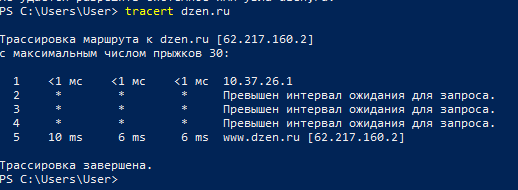 PS C:\Users\User> tracert dzen.ru
Трассировка маршрута к dzen.ru [62.217.160.2]
с максимальным числом прыжков 30:
1 <1 мс <1 мс <1 мс 10.37.26.1
2 * * * Превышен интервал ожидания для запроса.
3 * * * Превышен интервал ожидания для запроса.
4 * * * Превышен интервал ожидания для запроса.
5 10 ms 6 ms 6 ms www.dzen.ru [62.217.160.2]
Трассировка завершена.
PS C:\Users\User>